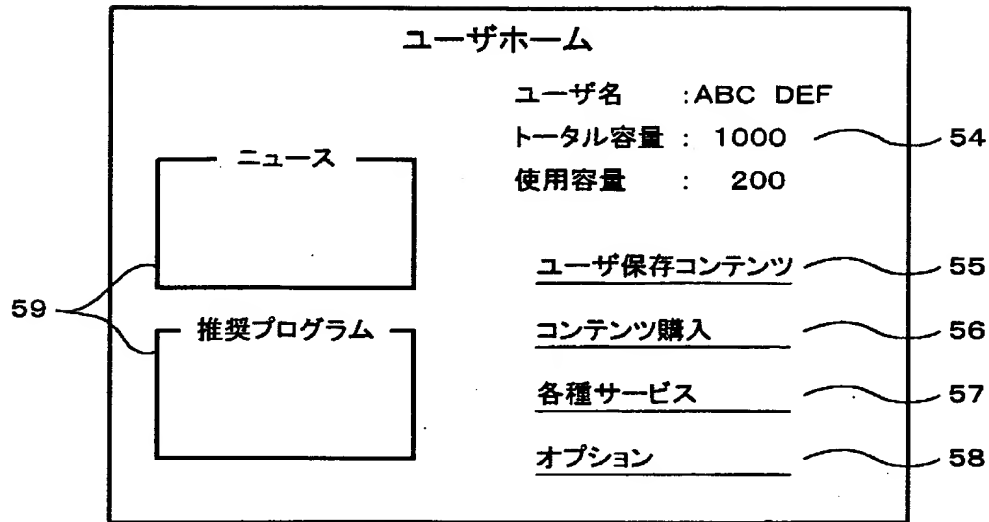 ユーザホーム
ユーザ名 :ABC DEF
トータル容量 : 1000 54
使用容量 : 200
ニュース
ユーザ保存コンテンツ 55
59
推奨プログラム
コンテンツ購入 56
各種サービス 57
オプション 58